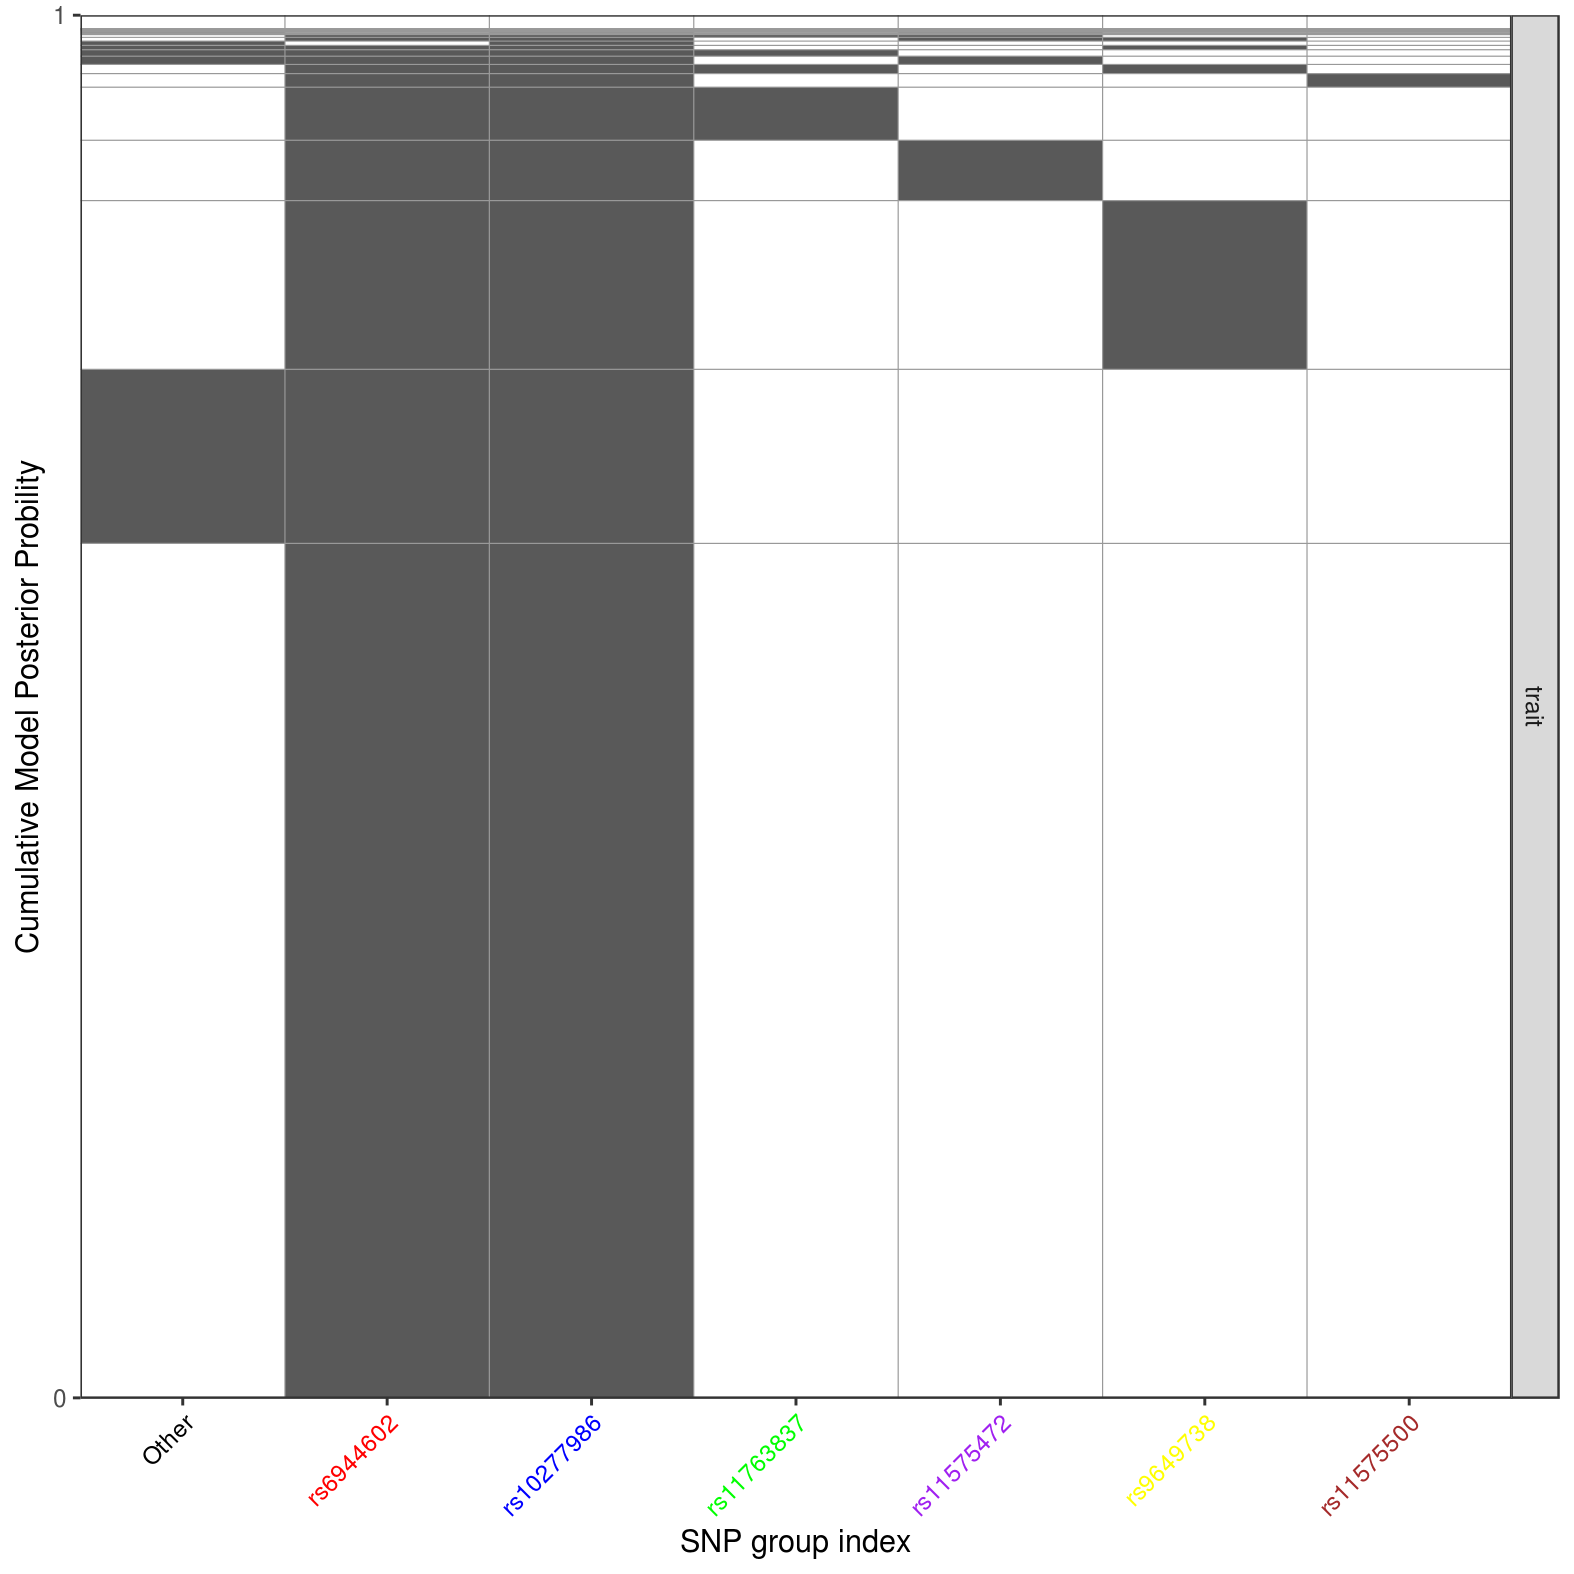 1
Cumulative Model Posterior Probility
trait
0
Other
rs6944602
rs10277986
rs11763837
rs11575472
rs9649738
rs11575500
SNP group index